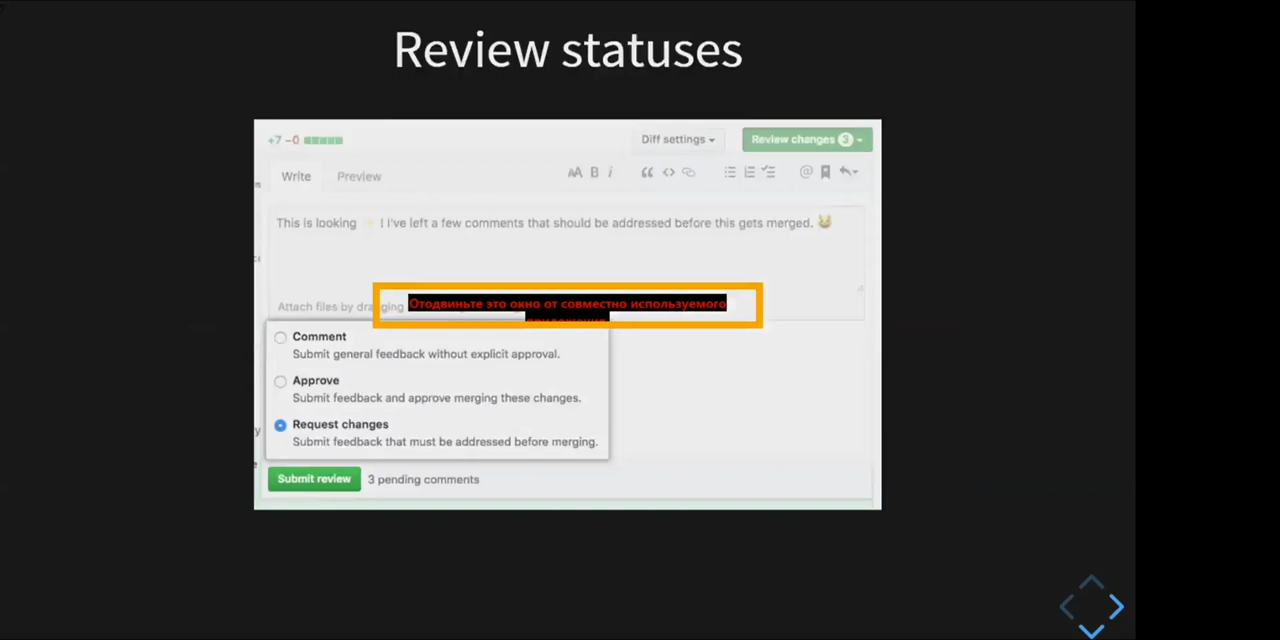 Review statuses
+7 −0
Diff settings
Review changes 3
Write
Preview
AA B i
This is looking ✨ ! I've left a few comments that should be addressed before this gets merged. 😸
Attach files by dragging
Отодвиньте это окно от совместно используемого
Comment
Submit general feedback without explicit approval.
Approve
Submit feedback and approve merging these changes.
Request changes
Submit feedback that must be addressed before merging.
Submit review
3 pending comments